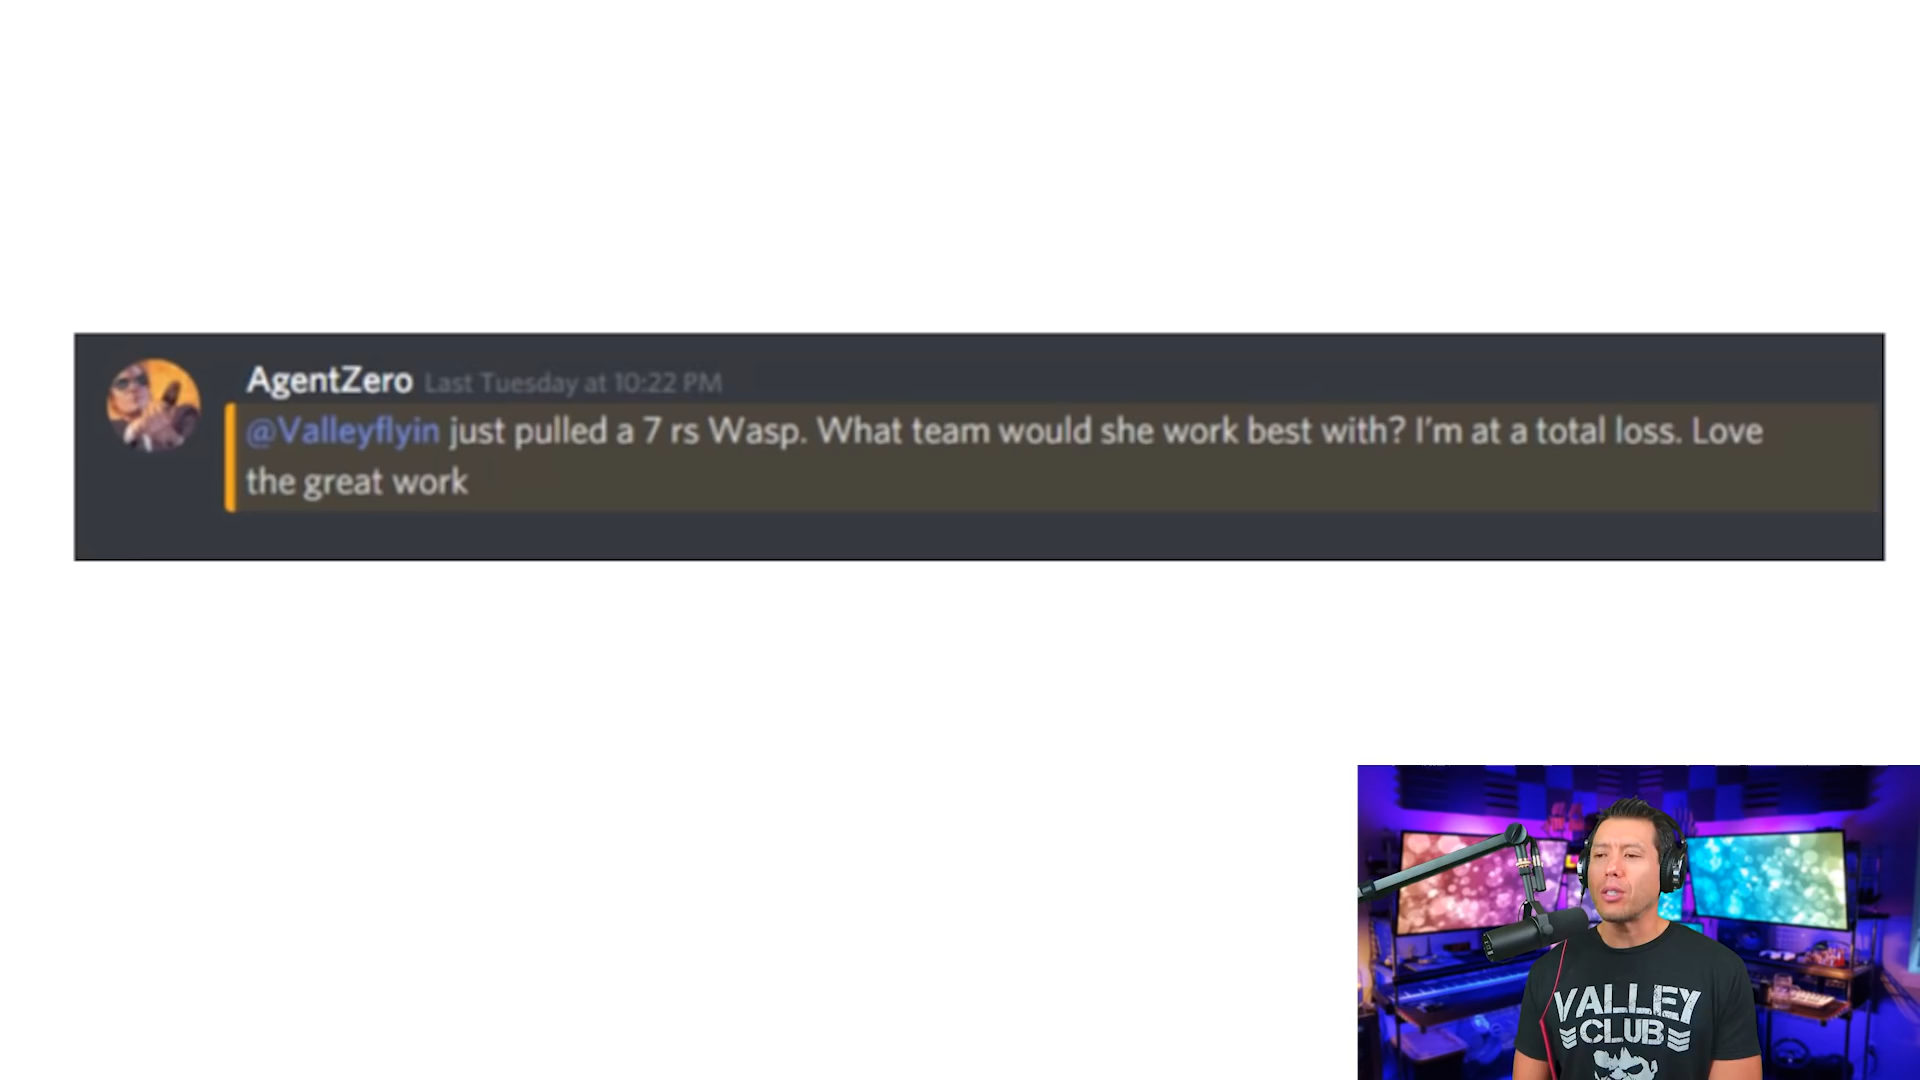 AgentZero Last Tuesday at 10:22 PM
@Valleyflyin just pulled a 7 rs Wasp. What team would she work best with? I'm at a total loss. Love
the great work
VALLEY
CLUB